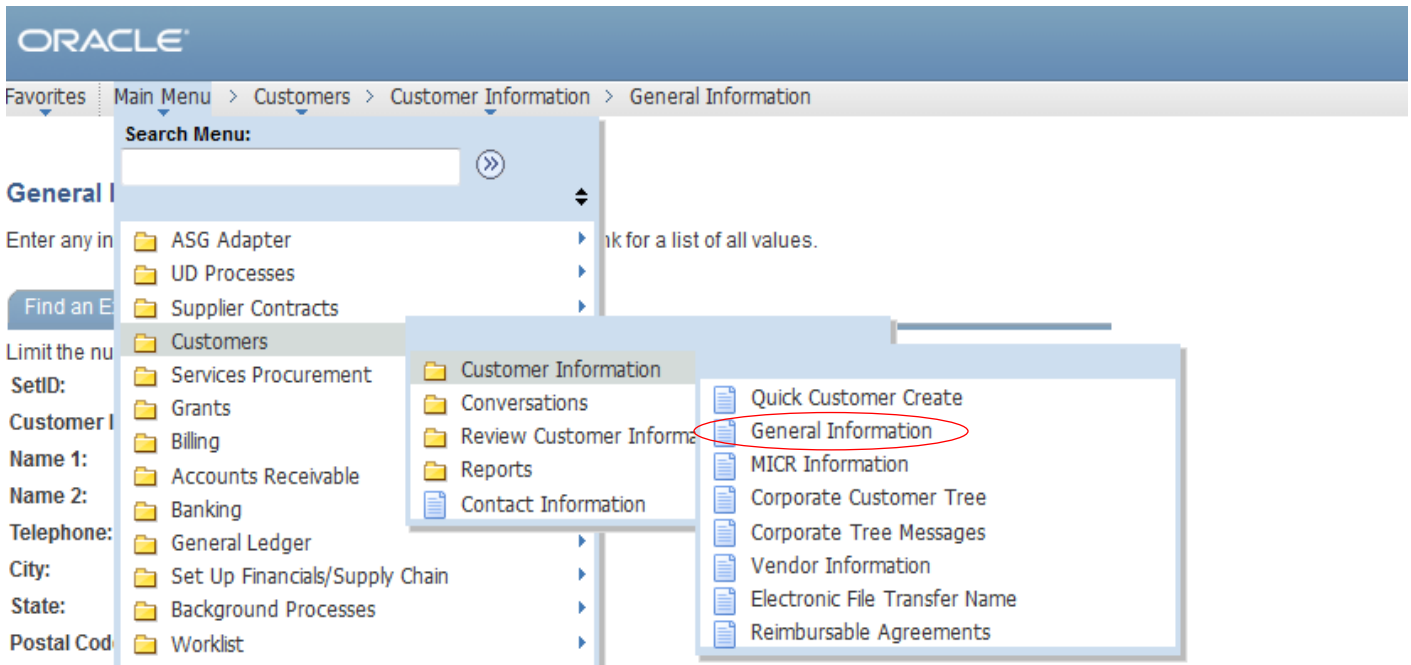 ORACLE
Favorites Main Menu > Customers > Customer Information > General Information
Search Menu:
General
Enter any in
nk for a list of all values.
Find an E
Limit the nu
SetID:
Customer I
Name 1:
Name 2:
Telephone:
City:
State:
Postal Cod
ASG Adapter
UD Processes
Supplier Contracts
Customers
Services Procurement
Grants
Billing
Accounts Receivable
Banking
General Ledger
Set Up Financials/Supply Chain
Background Processes
Worklist
Customer Information
Conversations
Review Customer Informa
Reports
Contact Information
Quick Customer Create
General Information
MICR Information
Corporate Customer Tree
Corporate Tree Messages
Vendor Information
Electronic File Transfer Name
Reimbursable Agreements